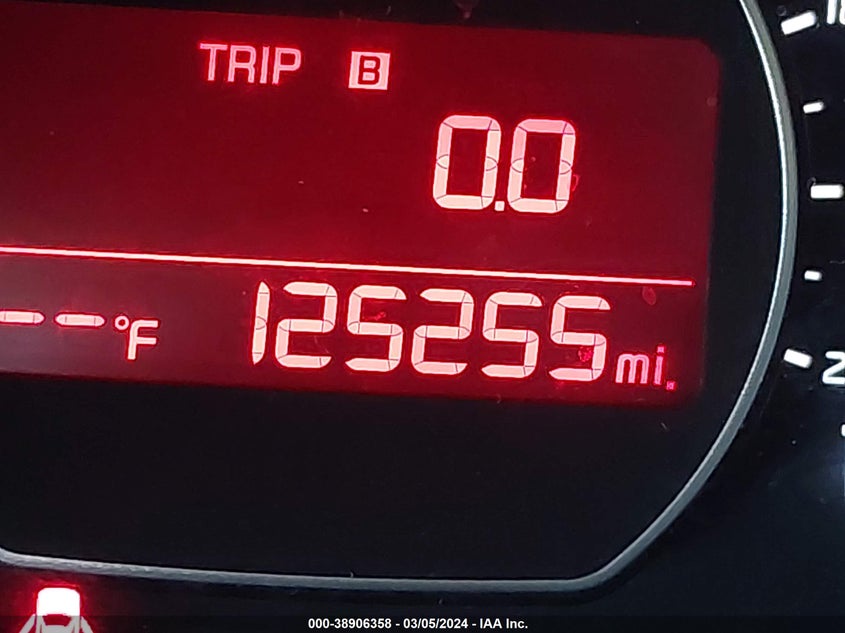 TRIP B
0.0
--°F 125255 mi.
000-38906358 - 03/05/2024 - IAA Inc.